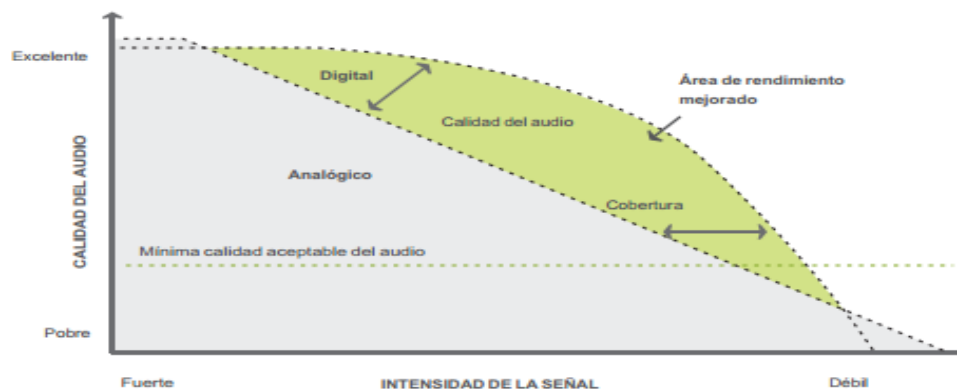 Excelente
Digital
Área de rendimiento
mejorado
Calidad del audio
Analógico
Cobertura
CALIDAD DEL AUDIO
Mínima calidad aceptable del audio
Pobre
Fuerte
INTENSIDAD DE LA SEÑAL
Débil